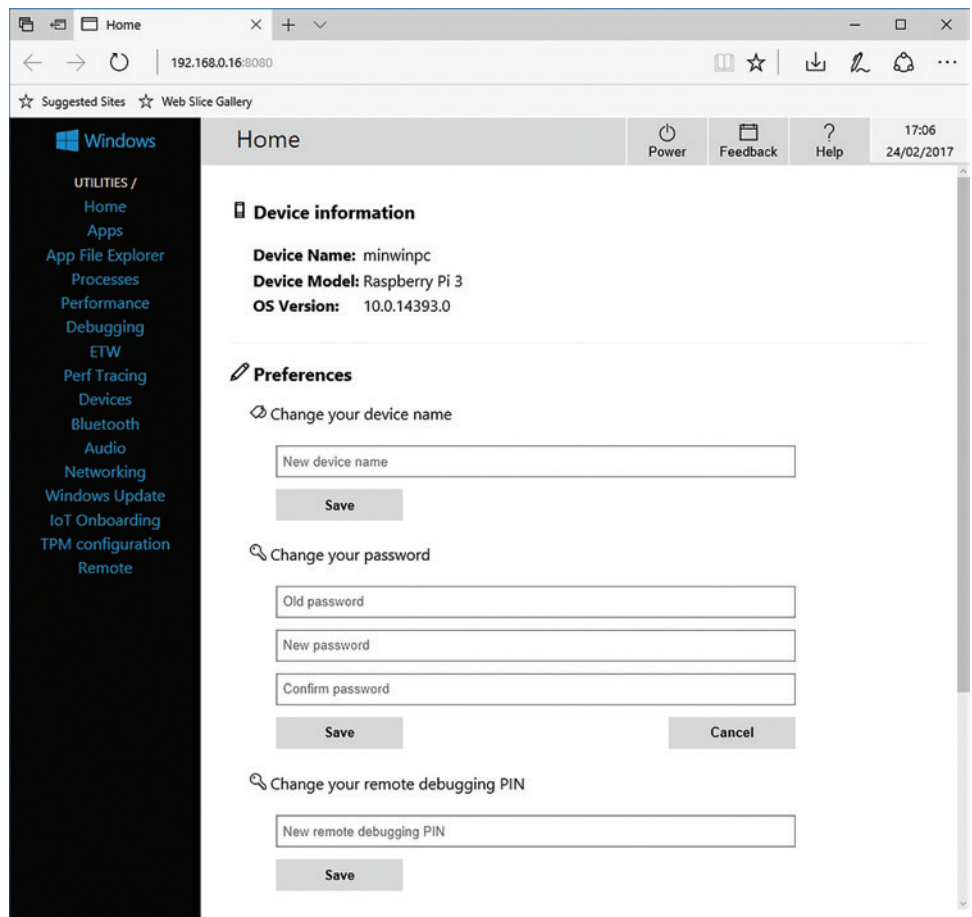 Home
192.168.0.16:8080
Suggested Sites Web Slice Gallery
Windows
UTILITIES /
Home
Apps
App File Explorer
Processes
Performance
Debugging
ETW
Perf Tracing
Devices
Bluetooth
Audio
Networking
Windows Update
IoT Onboarding
TPM configuration
Remote
Home
Power
Feedback
? Help
17:06
24/02/2017
Device information
Device Name: minwinpc
Device Model: Raspberry Pi 3
OS Version: 10.0.14393.0
Preferences
Change your device name
New device name
Save
Change your password
Old password
New password
Confirm password
Save Cancel
Change your remote debugging PIN
New remote debugging PIN
Save